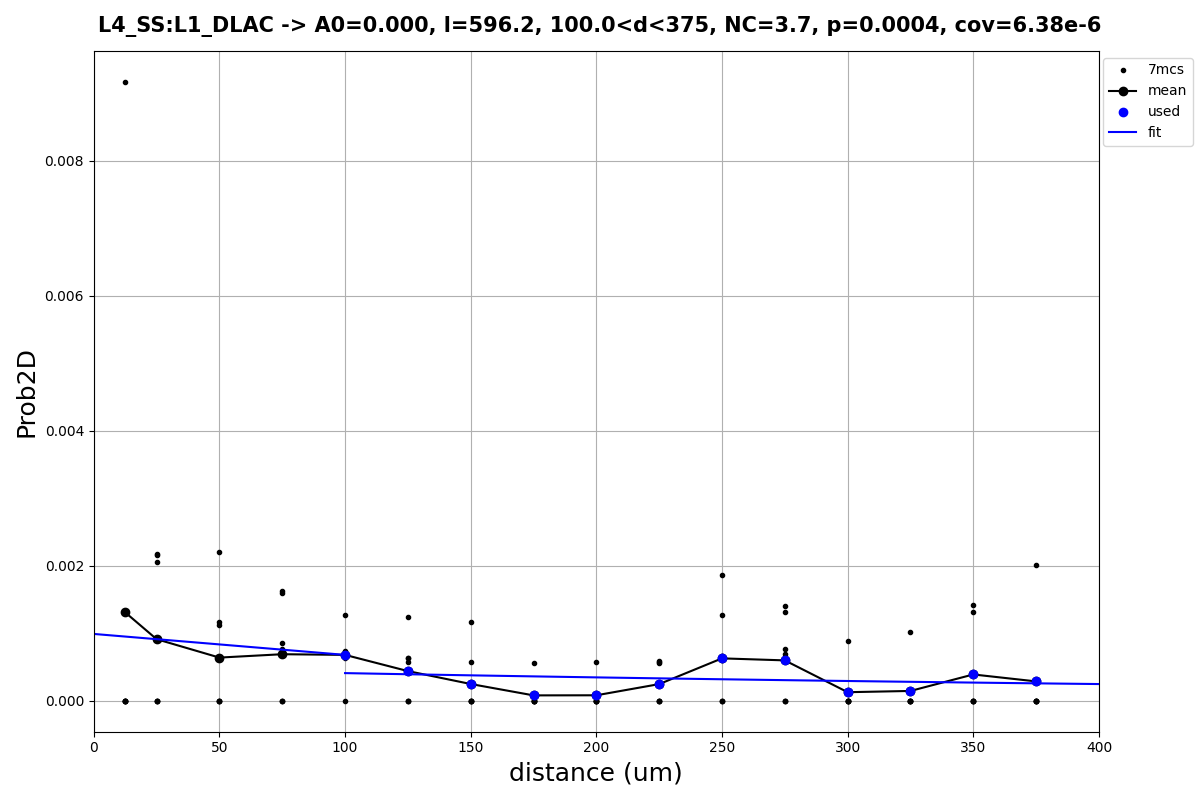 L4_SS:L1_DLAC -> A0=0.000, l=596.2, 100.0<d<375, NC=3.7, p=0.0004, cov=6.38e-6
7mcs
mean
used
fit
0.008
0.006
0.004
0.002
0.000
Prob2D
0 50 100 150 200 250 300 350 400
distance (um)